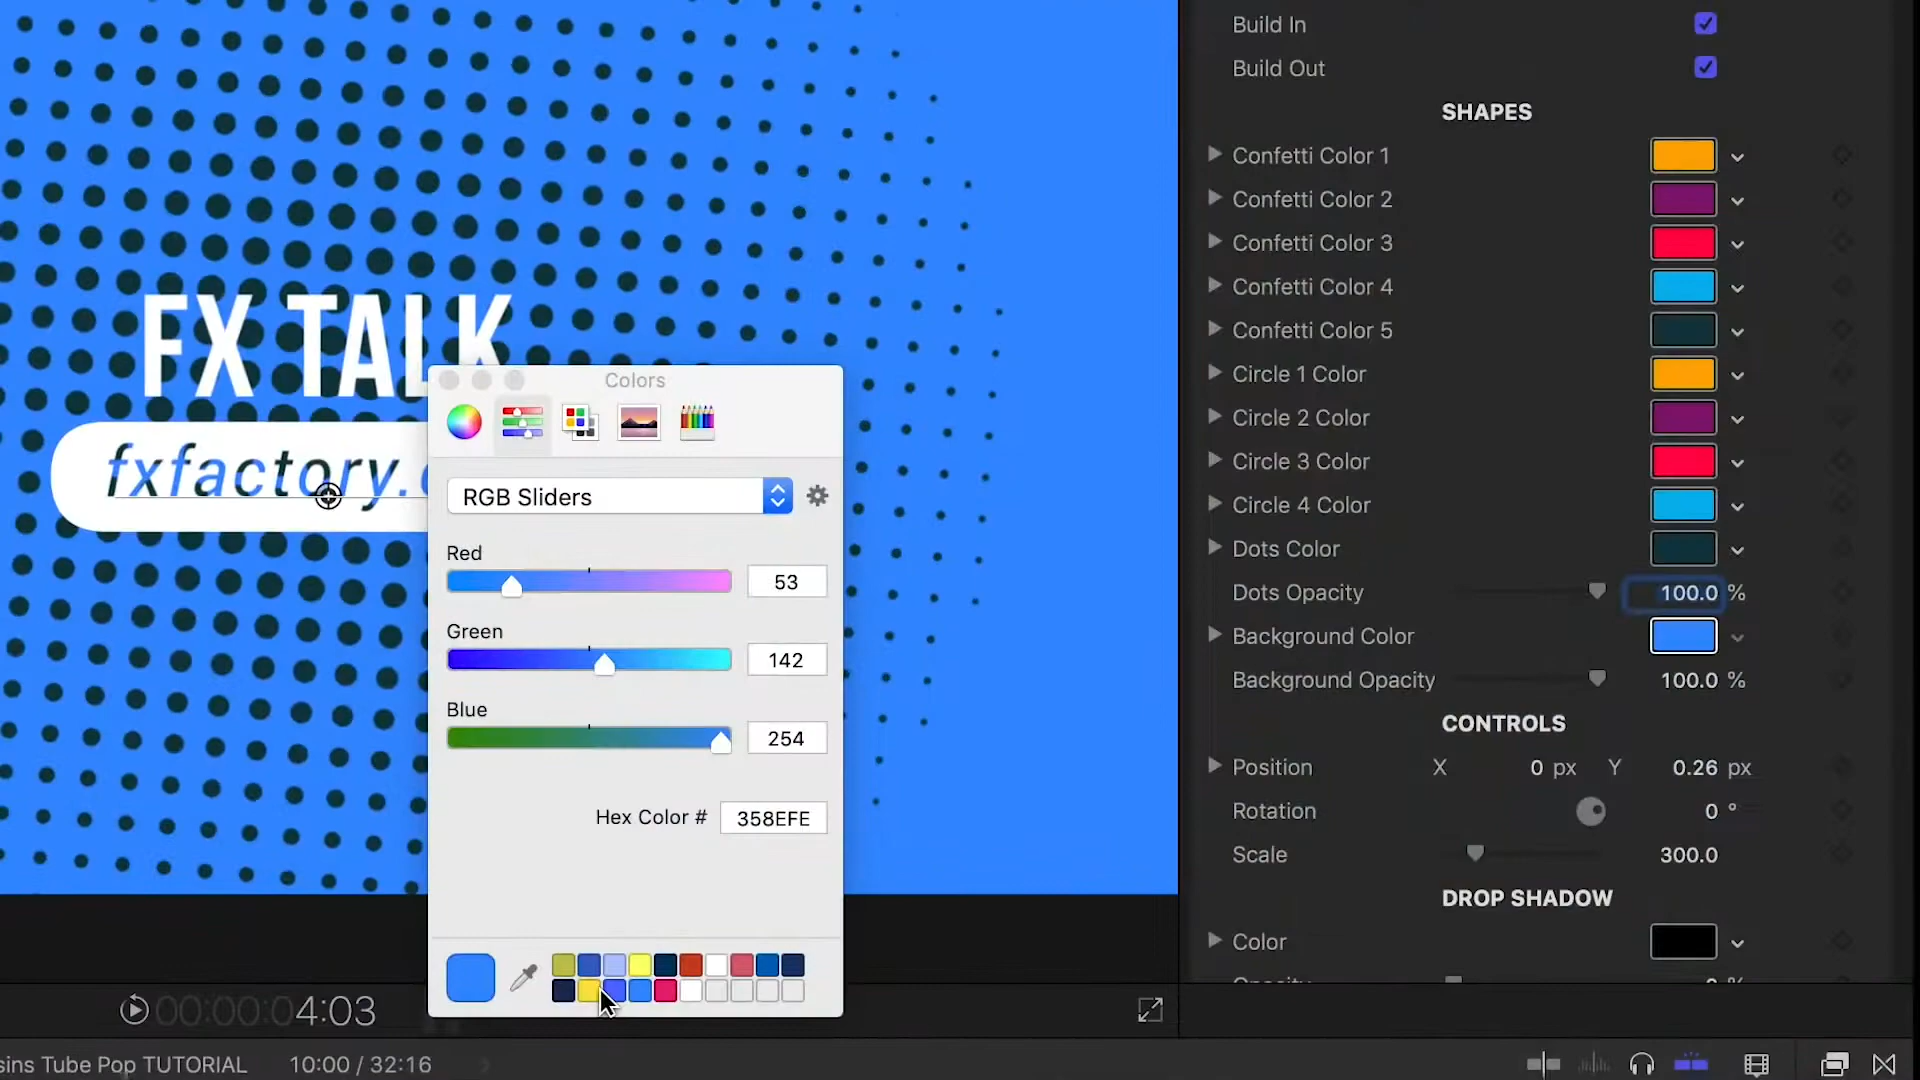 Build In
Build Out
SHAPES
Confetti Color 1
Confetti Color 2
Confetti Color 3
Confetti Color 4
Confetti Color 5
Circle 1 Color
Circle 2 Color
Circle 3 Color
Circle 4 Color
Dots Color
Dots Opacity 100.0 %
Background Color
Background Opacity 100.0 %
CONTROLS
Position X 0 px Y 0.26 px
Rotation 0 °
Scale 300.0
DROP SHADOW
Color
FX TALK
fxfactory.
Colors
RGB Sliders
Red
53
Green
142
Blue
254
Hex Color # 358EFE
00:00:04:03
sins Tube Pop TUTORIAL 10:00 / 32:16